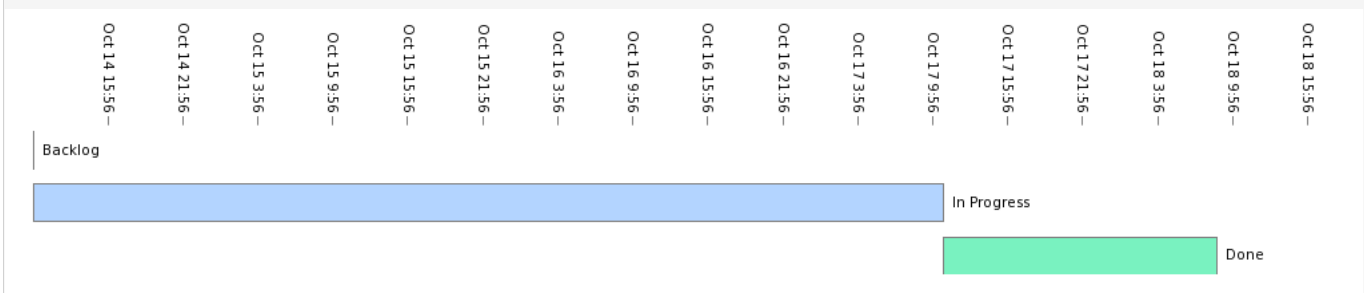 Oct 14 15:56
Oct 14 21:56
Oct 15 3:56
Oct 15 9:56
Oct 15 15:56
Oct 15 21:56
Oct 16 3:56
Oct 16 9:56
Oct 16 15:56
Oct 16 21:56
Oct 17 3:56
Oct 17 9:56
Oct 17 15:56
Oct 17 21:56
Oct 18 3:56
Oct 18 9:56
Oct 18 15:56
Backlog
In Progress
Done